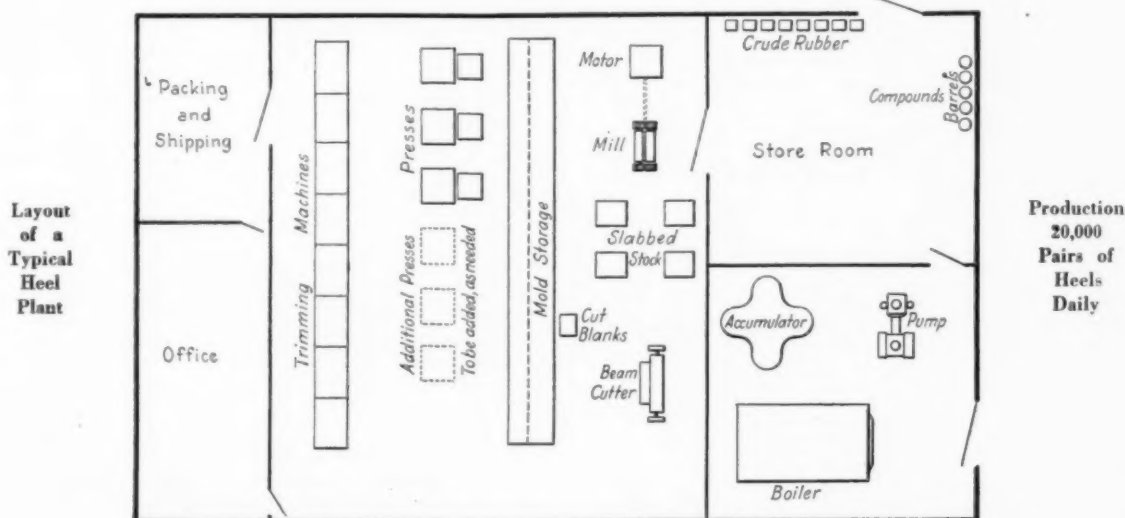 Layout
of a
Typical
Heel
Plant
Packing
and
Shipping
Office
Trimming Machines
Presses
Additional Presses
To be added, as needed
Mold Storage
Motor
Mill
Slabbed
Stock
Cut
Blanks
Beam
Cutter
Crude Rubber
Compounds
Barrels
Store Room
Accumulator
Pump
Boiler
Production
20,000
Pairs of
Heels
Daily